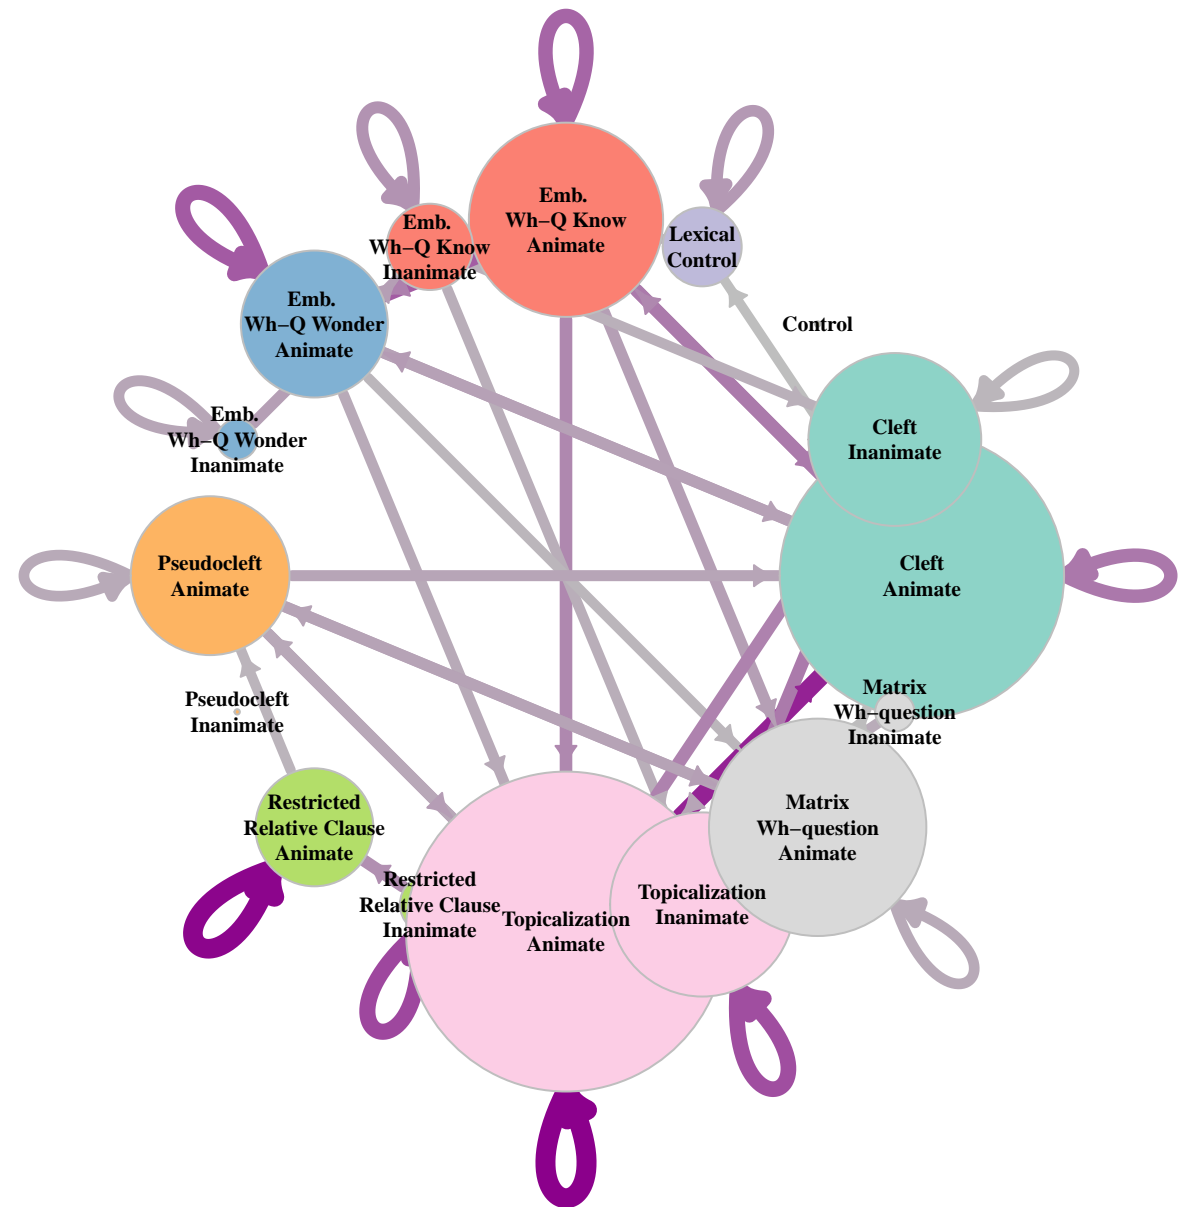 Emb.
Wh–Q Know
Animate
Emb.
Wh–Q Know
Inanimate
Lexical
Control
Control
Emb.
Wh–Q Wonder
Animate
Emb.
Wh–Q Wonder
Inanimate
Cleft
Inanimate
Cleft
Animate
Pseudocleft
Animate
Pseudocleft
Inanimate
Matrix
Wh–question
Inanimate
Restricted
Relative Clause
Animate
Matrix
Wh–question
Animate
Restricted
Relative Clause
Inanimate
Topicalization
Animate
Topicalization
Inanimate